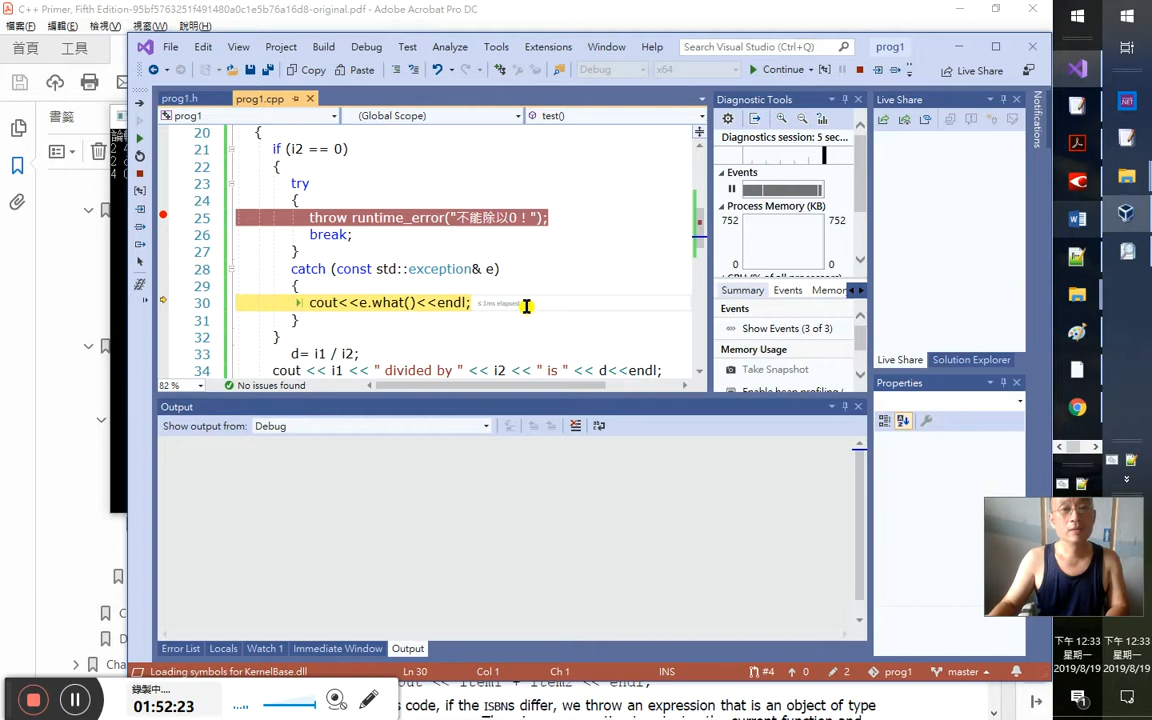 C++ Primer, Fifth Edition-95bf5763731489480a0c1e5b76a16d8-original.pdf - Adobe Acrobat Pro DC
檔案(F) 編輯(E) 檢視(V) 視窗(W) 說明(H)
首頁 工具
書籤
File Edit View Project Build Debug Test Analyze Tools Extensions Window Help Search Visual Studio (Ctrl+Q) prog1
Copy Paste Debug x64 Continue Live Share
prog1.h prog1.cpp
prog1 (Global Scope) test()
20 {
21 if (i2 == 0)
22 {
23 try
24 {
25 throw runtime_error("不能除以0！");
26 break;
27 }
28 catch (const std::exception& e)
29 {
30 cout<<e.what()<<endl; ≤ 1ms elapsed
31 }
32 }
33 d= i1 / i2;
34 cout << i1 << " divided by " << i2 << " is " << d<<endl;
82 % No issues found
Diagnostic Tools
Diagnostics session: 5 sec...
Events
Process Memory (KB)
752 752
0 0
Summary Events Memor
Events
Show Events (3 of 3)
Memory Usage
Take Snapshot
Live Share
Live Share Solution Explorer
Properties
Notifications
Output
Show output from: Debug
Error List Locals Watch 1 Immediate Window Output
Loading symbols for KernelBase.dll Ln 30 Col 1 Ch 1 INS #4 0 2 prog1 master
錄製中...
01:52:23
s code, if the ISBNs differ, we throw an expression that is an object of type
下午 12:33 下午 12:33
星期一 星期一
2019/8/19 2019/8/19